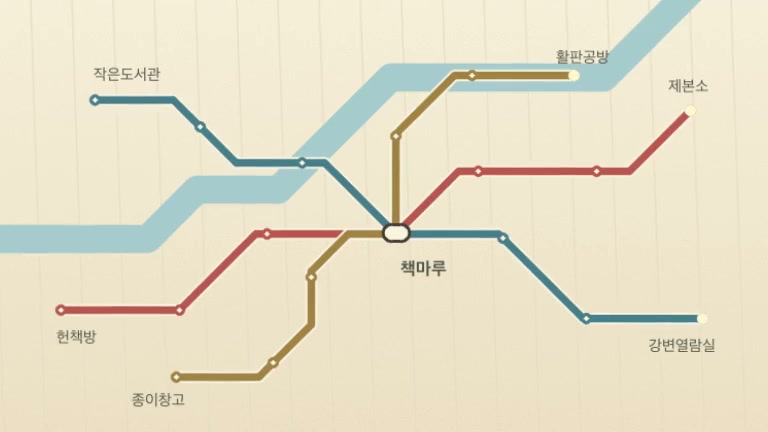 활판공방
작은도서관
제본소
책마루
헌책방
강변열람실
종이창고